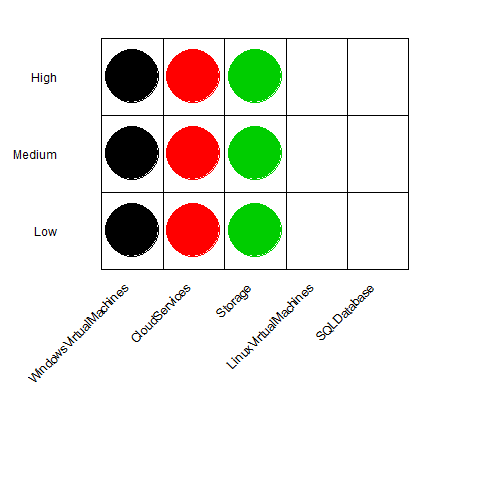 High
Medium
Low
WindowsVirtualMachines
CloudServices
Storage
LinuxVirtualMachines
SQLDatabase